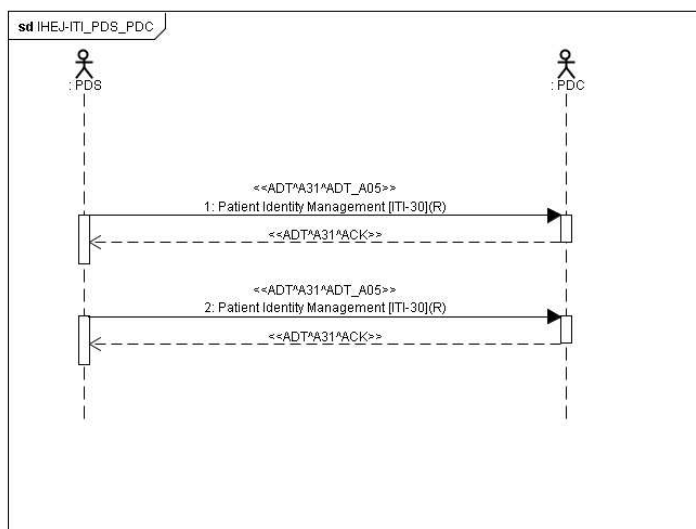 sd IHEJ-ITI_PDS_PDC
: PDS
: PDC
<<ADT^A31^ADT_A05>>
1: Patient Identity Management [ITI-30](R)
<<ADT^A31^ACK>>
<<ADT^A31^ADT_A05>>
2: Patient Identity Management [ITI-30](R)
<<ADT^A31^ACK>>